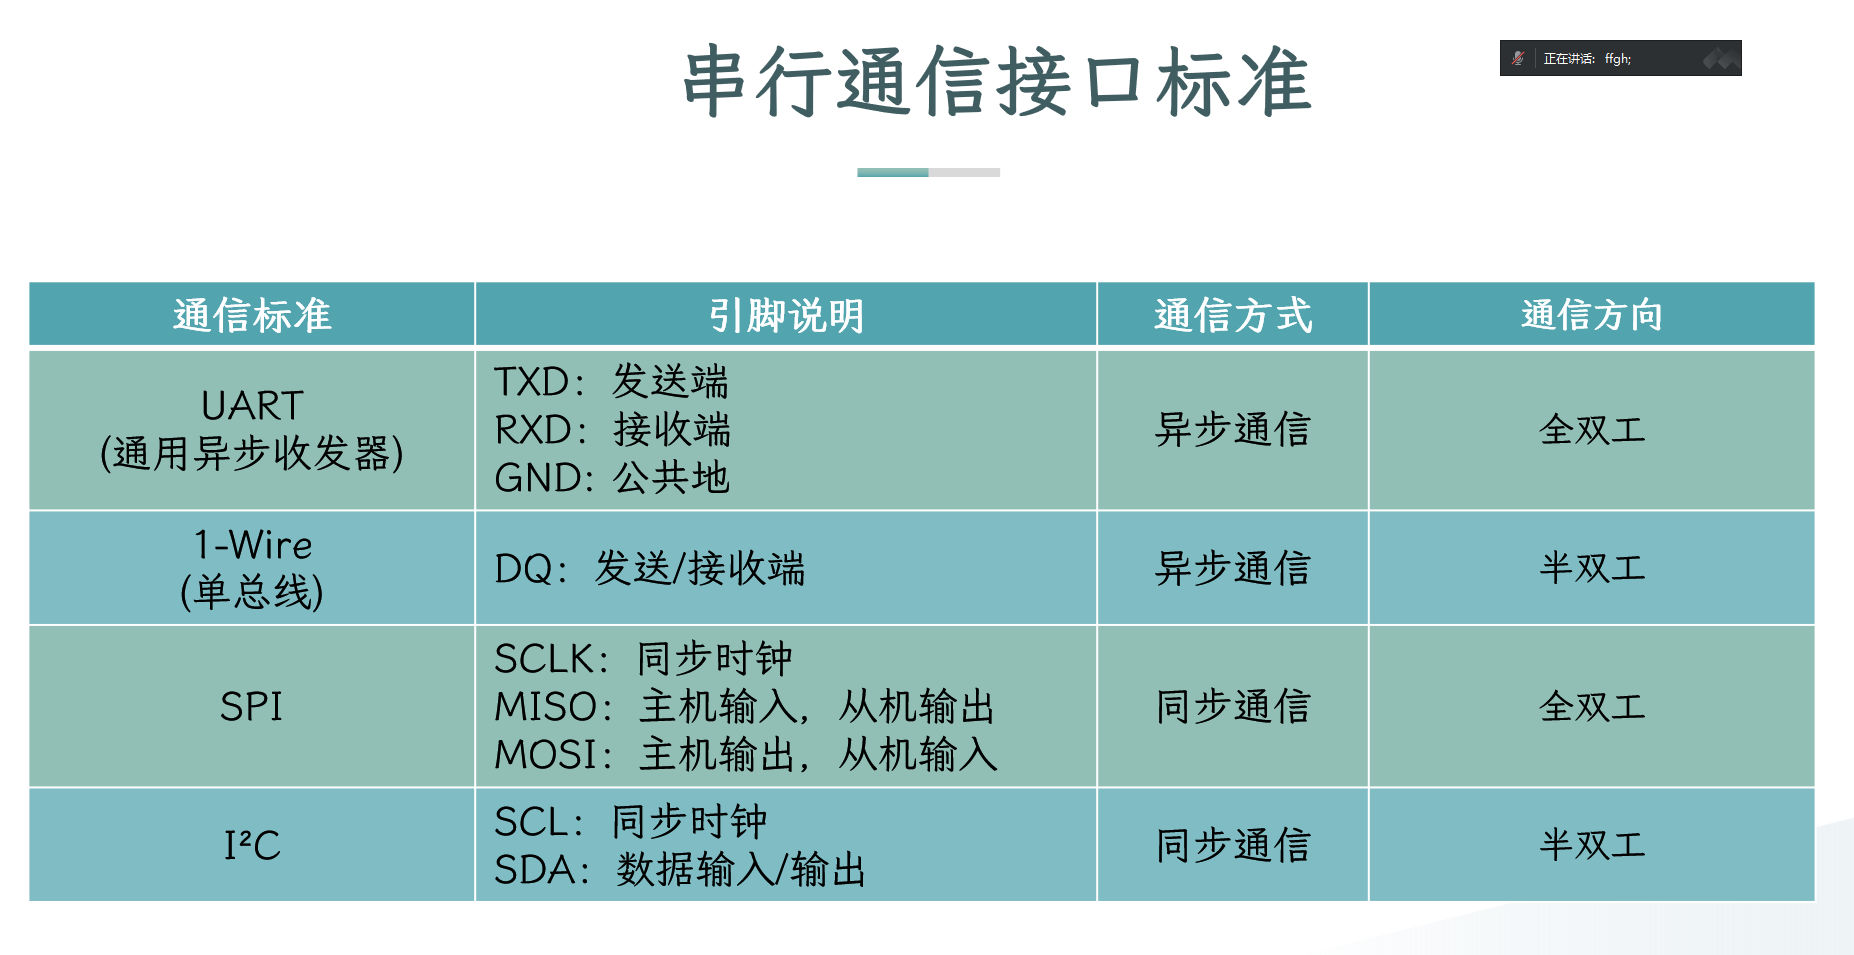 串行通信接口标准
正在讲话: ffgh;
通信标准 引脚说明 通信方式 通信方向
UART
(通用异步收发器)
TXD：发送端
RXD：接收端
GND：公共地
异步通信
全双工
1-Wire
(单总线)
DQ：发送/接收端
异步通信
半双工
SPI
SCLK：同步时钟
MISO：主机输入，从机输出
MOSI：主机输出，从机输入
同步通信
全双工
I²C
SCL：同步时钟
SDA：数据输入/输出
同步通信
半双工